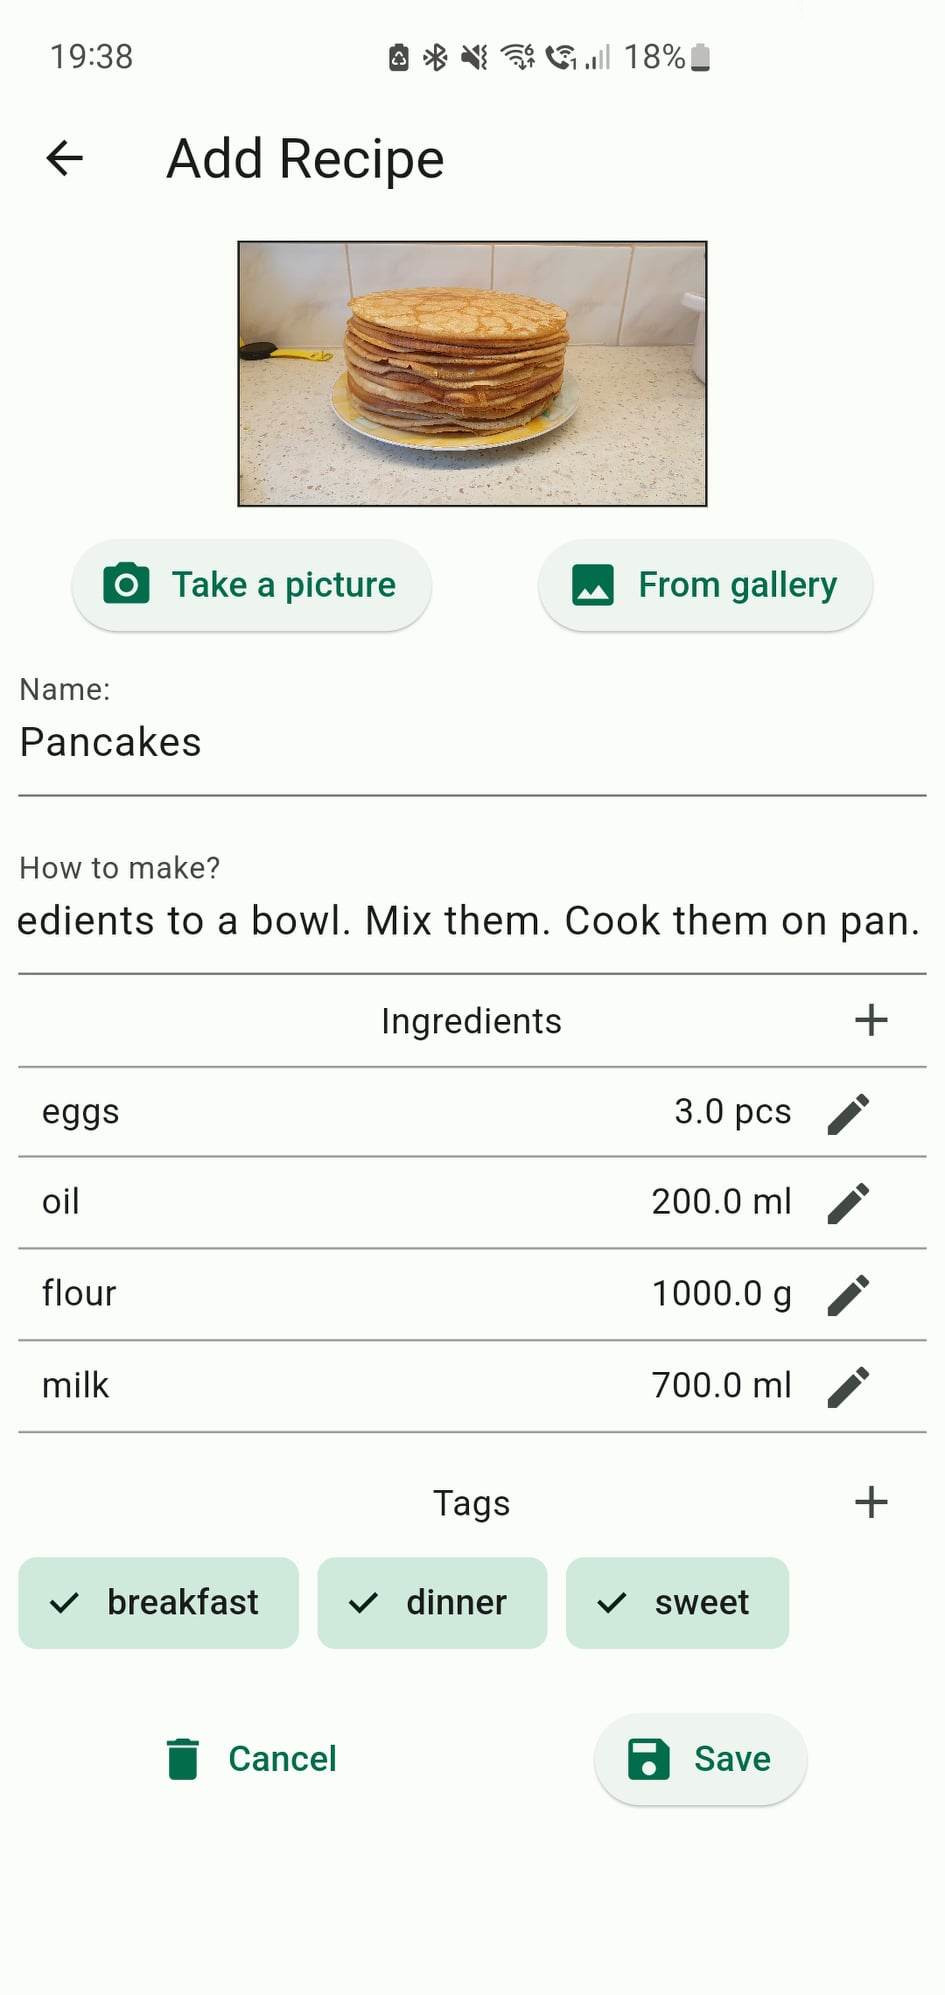 19:38 18%
Add Recipe
Take a picture From gallery
Name:
Pancakes
How to make?
edients to a bowl. Mix them. Cook them on pan.
Ingredients
eggs 3.0 pcs
oil 200.0 ml
flour 1000.0 g
milk 700.0 ml
Tags
breakfast dinner sweet
Cancel Save